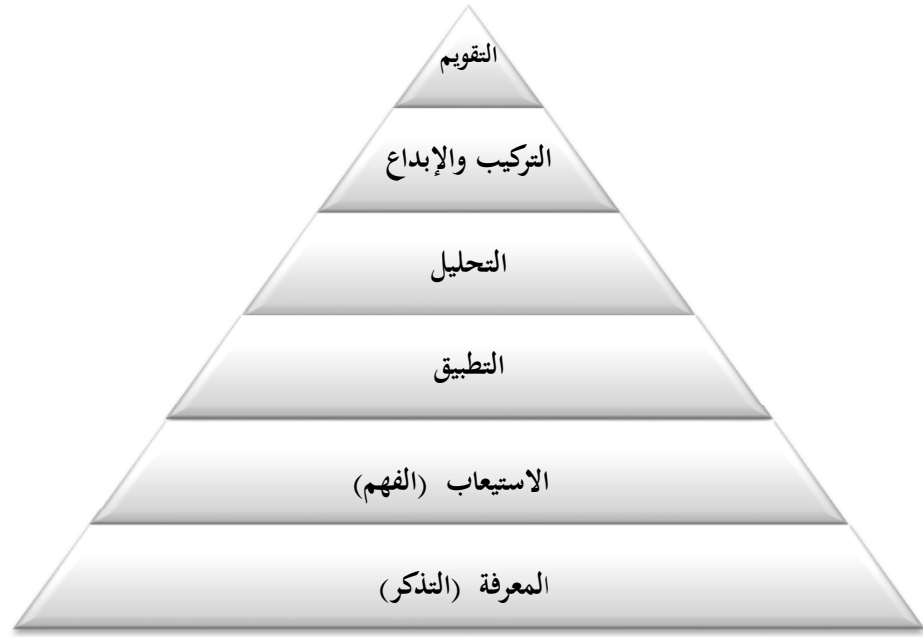 التقويم
التركيب والإبداع
التحليل
التطبيق
الاستيعاب (الفهم)
المعرفة (التذكر)